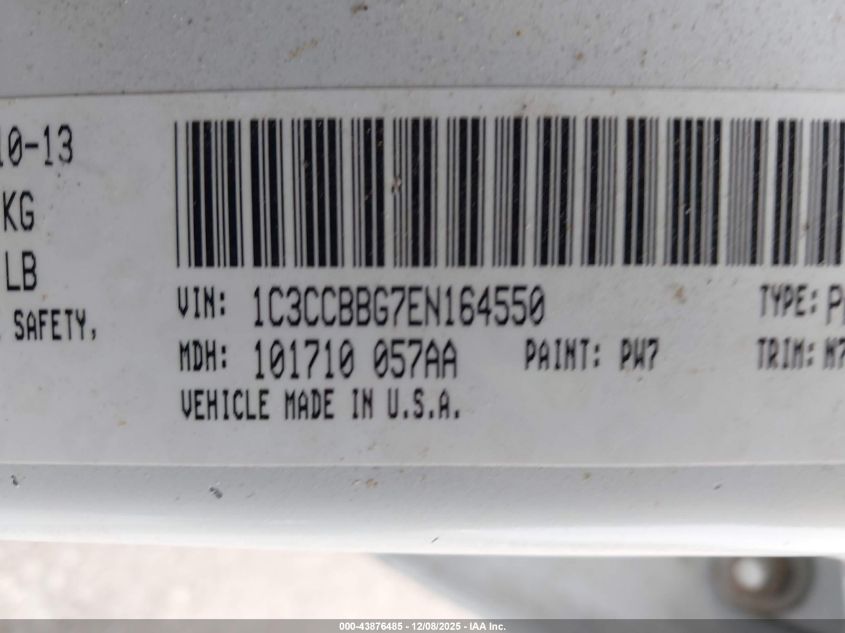 10-13
KG
LB
SAFETY,
VIN: 1C3CCBBG7EN164550
TYPE:
MDH: 101710 057AA
PAINT: PW7
TRIM: M7
VEHICLE MADE IN U.S.A.
000-43876485 - 12/08/2025 - IAA Inc.